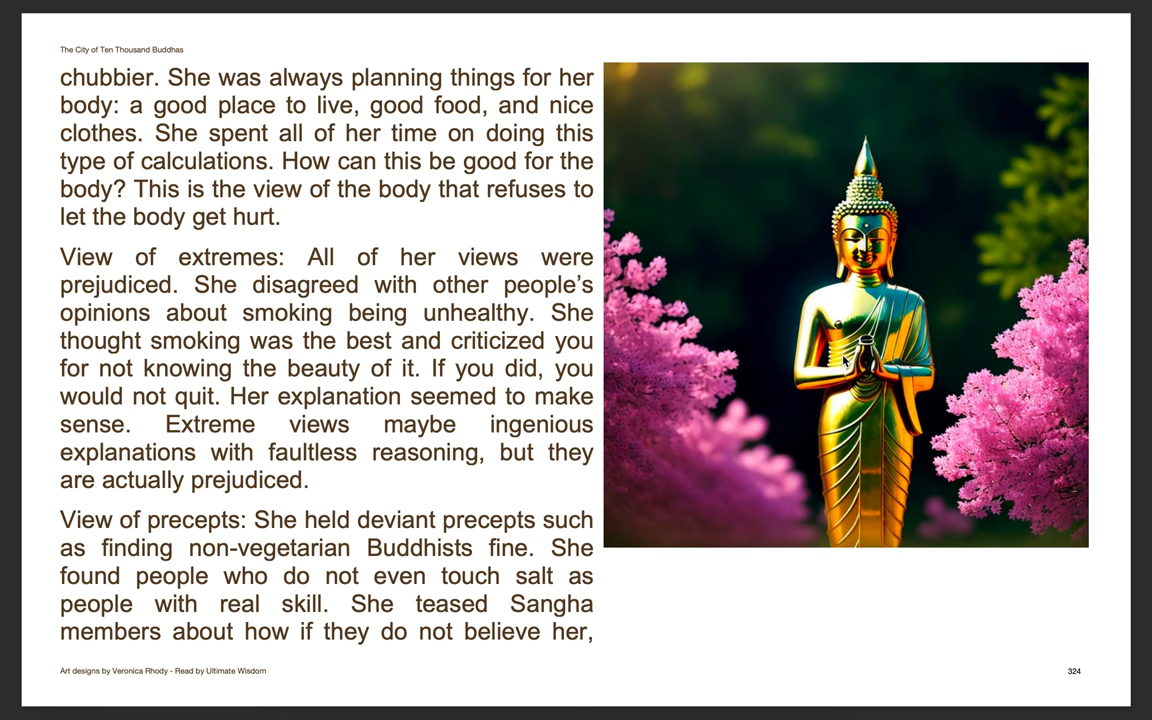 The City of Ten Thousand Buddhas
chubbier. She was always planning things for her
body: a good place to live, good food, and nice
clothes. She spent all of her time on doing this
type of calculations. How can this be good for the
body? This is the view of the body that refuses to
let the body get hurt.
View of extremes: All of her views were
prejudiced. She disagreed with other people’s
opinions about smoking being unhealthy. She
thought smoking was the best and criticized you
for not knowing the beauty of it. If you did, you
would not quit. Her explanation seemed to make
sense. Extreme views maybe ingenious
explanations with faultless reasoning, but they
are actually prejudiced.
View of precepts: She held deviant precepts such
as finding non-vegetarian Buddhists fine. She
found people who do not even touch salt as
people with real skill. She teased Sangha
members about how if they do not believe her,
Art designs by Veronica Rhody - Read by Ultimate Wisdom
324